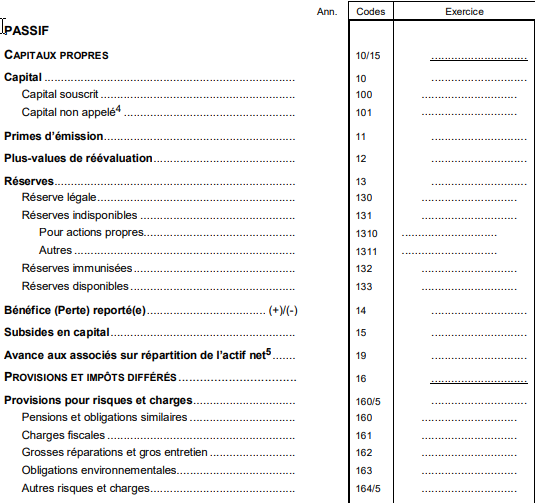 Ann. Codes Exercice
PASSIF
CAPITAUX PROPRES 10/15 ................................
Capital ................................................................................ 10 ................................
Capital souscrit ................................................................ 100 ................................
Capital non appelé4 ................................................................ 101 ................................
Primes d’émission................................................................ 11 ................................
Plus-values de réévaluation................................................ 12 ................................
Réserves................................................................................ 13 ................................
Réserve légale................................................................ 130 ................................
Réserves indisponibles ................................................ 131 ................................
Pour actions propres................................................ 1310 ................................
Autres ................................................................ 1311 ................................
Réserves immunisées ................................................ 132 ................................
Réserves disponibles ................................................ 133 ................................
Bénéfice (Perte) reporté(e)................................ (+)/(-) 14 ................................
Subsides en capital................................................................ 15 ................................
Avance aux associés sur répartition de l’actif net5....... 19 ................................
PROVISIONS ET IMPÔTS DIFFÉRÉS ................................ 16 ................................
Provisions pour risques et charges................................ 160/5 ................................
Pensions et obligations similaires ................................ 160 ................................
Charges fiscales ................................................................ 161 ................................
Grosses réparations et gros entretien ........................ 162 ................................
Obligations environnementales................................ 163 ................................
Autres risques et charges................................................ 164/5 ................................